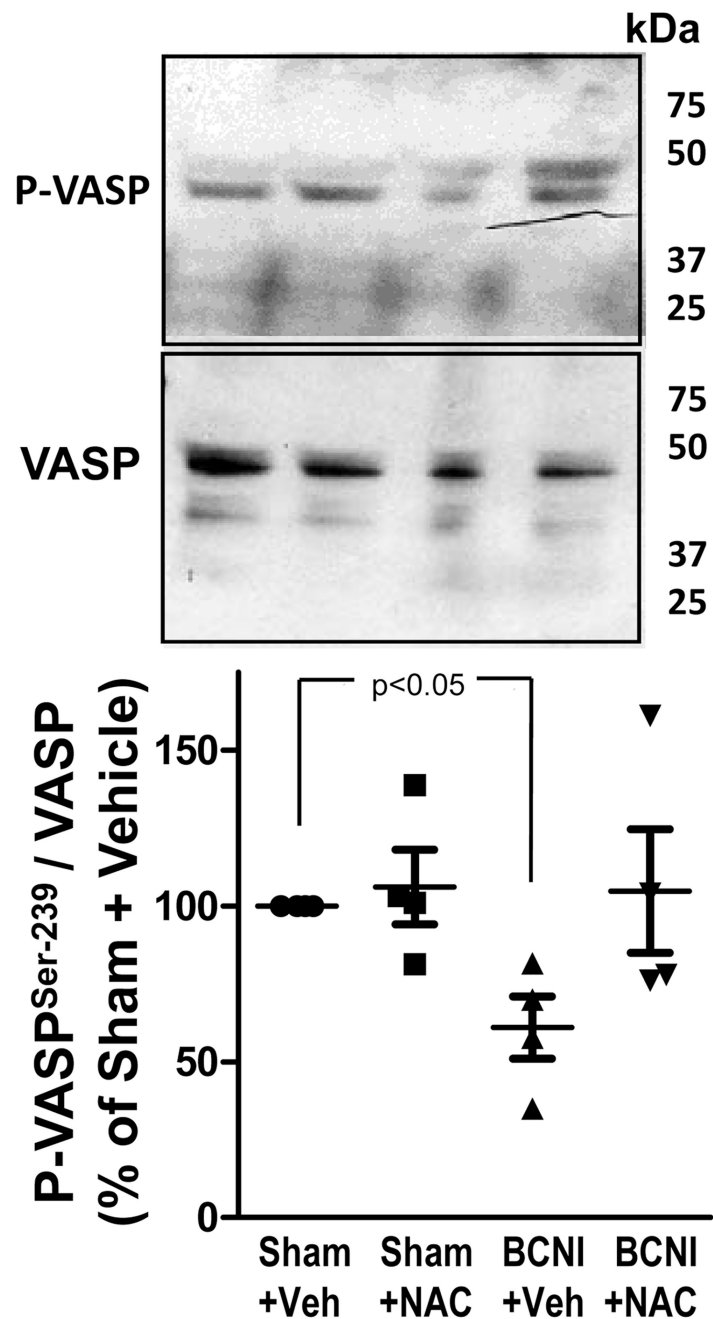 kDa
P-VASP
75
50
37
25
VASP
75
50
37
25
P-VASPSer-239 / VASP
(% of Sham + Vehicle)
p<0.05
150
100
50
0
Sham +Veh
Sham +NAC
BCNI +Veh
BCNI +NAC